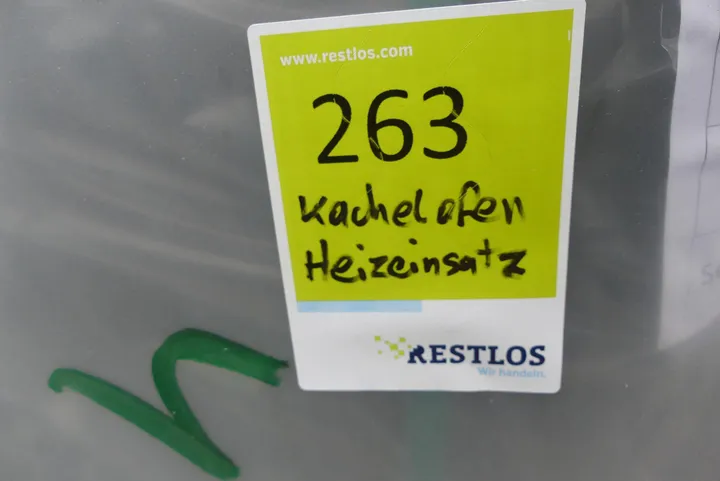 www.restlos.com
263
Kachelofen
Heizeinsatz
RESTLOS
Wir handeln.